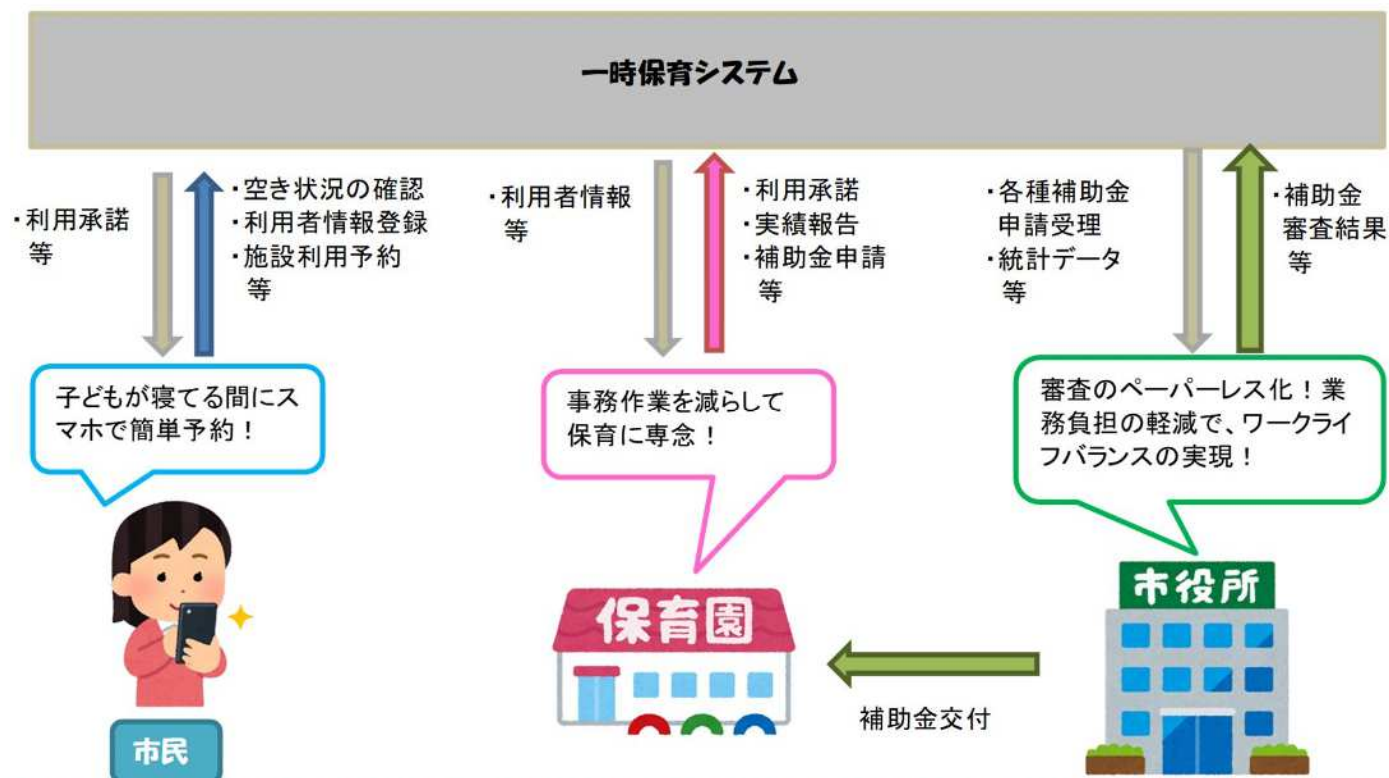 一時保育システム
・利用承諾
等
・空き状況の確認
・利用者情報登録
・施設利用予約
等
・利用者情報
等
・利用承諾
・実績報告
・補助金申請
等
・各種補助金
申請受理
・統計データ
等
・補助金
審査結果
等
子どもが寝てる間にス
マホで簡単予約！
事務作業を減らして
保育に専念！
審査のペーパーレス化！業
務負担の軽減で、ワークライ
フバランスの実現！
市民
保育園
補助金交付
市役所